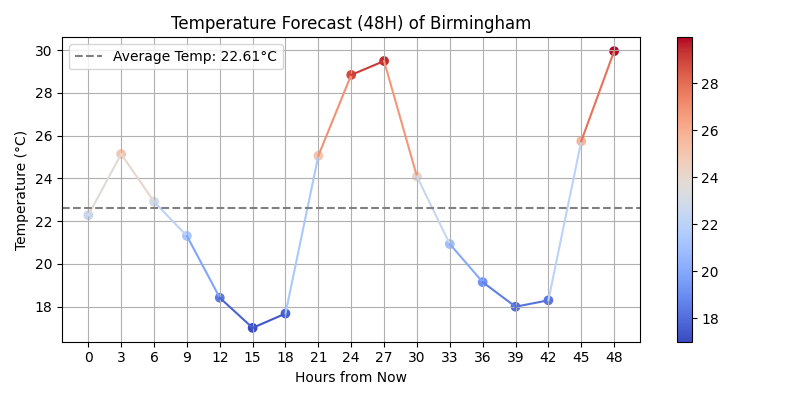 Temperature Forecast (48H) of Birmingham
Average Temp: 22.61°C
Temperature (°C)
30
28
26
24
22
20
18
0 3 6 9 12 15 18 21 24 27 30 33 36 39 42 45 48
Hours from Now
28
26
24
22
20
18